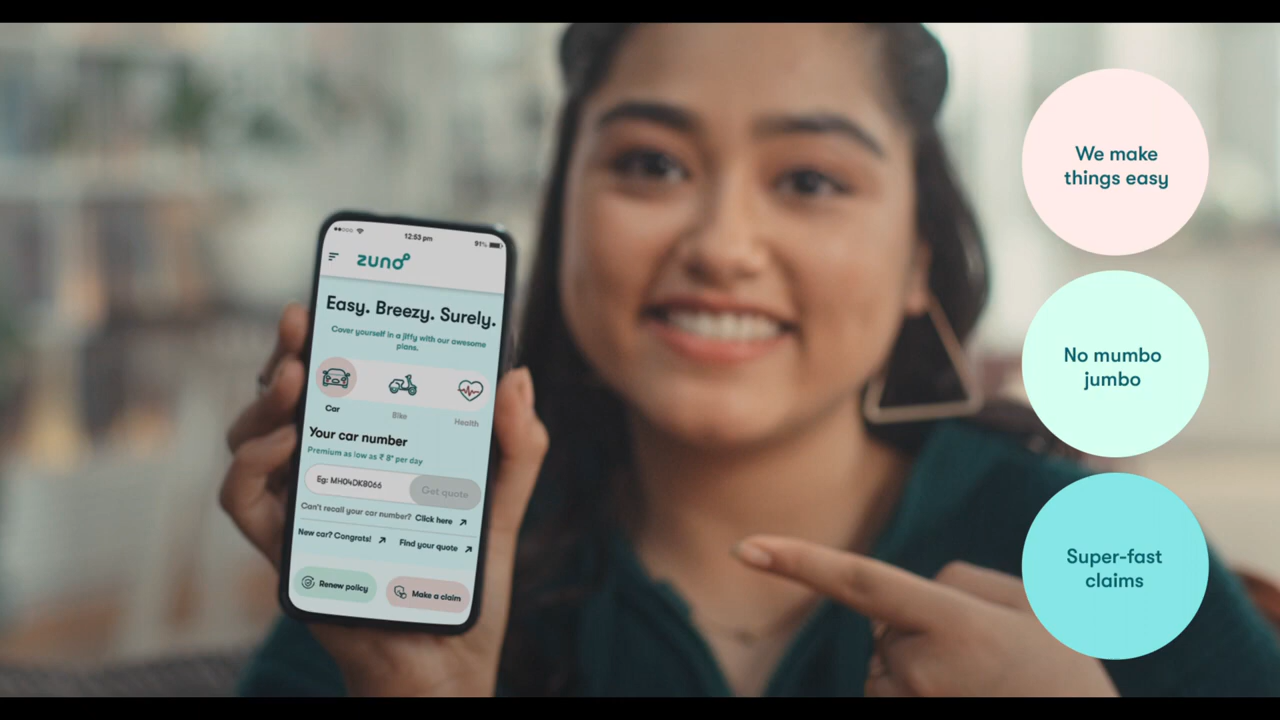 12:53 pm
91%
zuno
Easy. Breezy. Surely.
Cover yourself in a jiffy with our awesome
plans.
Car
Bike
Health
Your car number
Premium as low as ₹ 8* per day
Eg: MH04DK8066
Get quote
Can't recall your car number? Click here
New car? Congrats!
Find your quote
Renew policy
Make a claim
We make
things easy
No mumbo
jumbo
Super-fast
claims